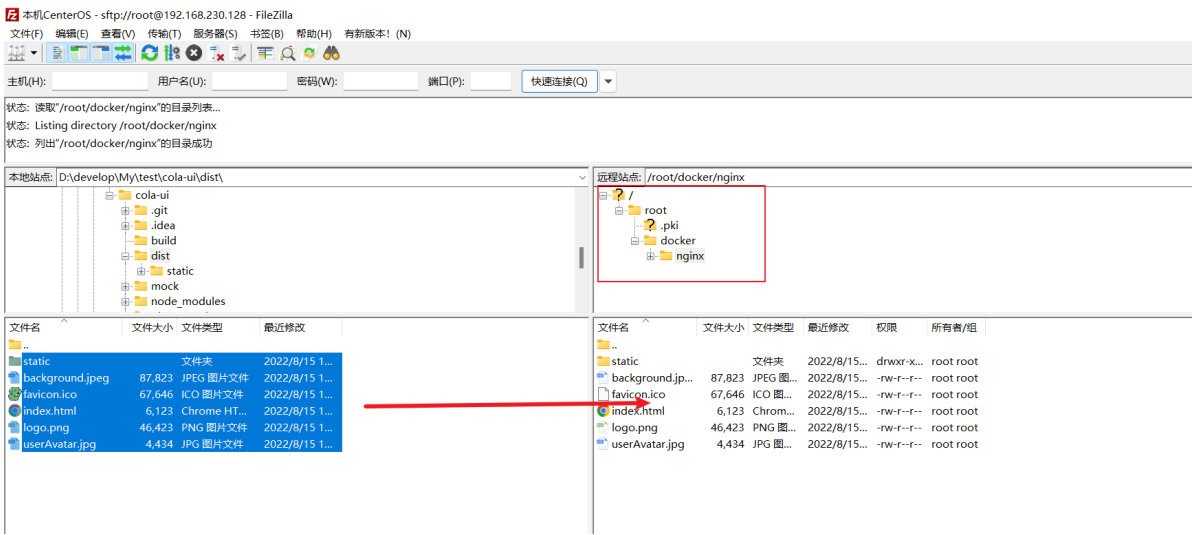 本机CenterOS - sftp://root@192.168.230.128 - FileZilla
文件(F) 编辑(E) 查看(V) 传输(T) 服务器(S) 书签(B) 帮助(H) 有新版本! (N)
主机(H): 用户名(U): 密码(W): 端口(P): 快速连接(Q)
状态: 读取"/root/docker/nginx"的目录列表...
状态: Listing directory /root/docker/nginx
状态: 列出"/root/docker/nginx"的目录成功
本地站点: D:\develop\My\test\cola-ui\dist\
cola-ui
.git
.idea
build
dist
static
mock
node_modules
远程站点: /root/docker/nginx
/
root
.pki
docker
nginx
文件名 文件大小 文件类型 最近修改
..
static 文件夹 2022/8/15 1...
background.jpeg 87,823 JPEG 图片文件 2022/8/15 1...
favicon.ico 67,646 ICO 图片文件 2022/8/15 1...
index.html 6,123 Chrome HT... 2022/8/15 1...
logo.png 46,423 PNG 图片文件 2022/8/15 1...
userAvatar.jpg 4,434 JPG 图片文件 2022/8/15 1...
文件名 文件大小 文件类型 最近修改 权限 所有者/组
..
static 文件夹 2022/8/15... drwxr-x... root root
background.jp... 87,823 JPEG 图... 2022/8/15... -rw-r--r-- root root
favicon.ico 67,646 ICO 图... 2022/8/15... -rw-r--r-- root root
index.html 6,123 Chrom... 2022/8/15... -rw-r--r-- root root
logo.png 46,423 PNG 图... 2022/8/15... -rw-r--r-- root root
userAvatar.jpg 4,434 JPG 图... 2022/8/15... -rw-r--r-- root root